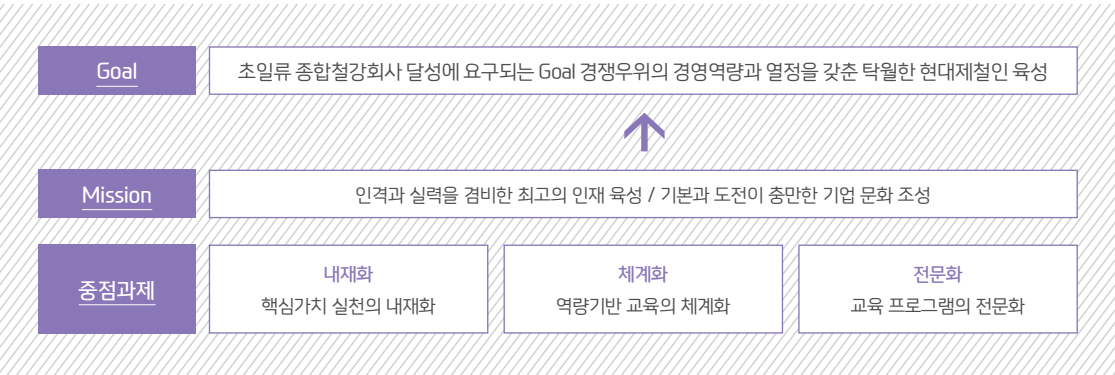 Goal
초일류 종합철강회사 달성에 요구되는 Goal 경쟁우위의 경영역량과 열정을 갖춘 탁월한 현대제철인 육성
Mission
인격과 실력을 겸비한 최고의 인재 육성 / 기본과 도전이 충만한 기업 문화 조성
중점과제
내재화
핵심가치 실천의 내재화
체계화
역량기반 교육의 체계화
전문화
교육 프로그램의 전문화